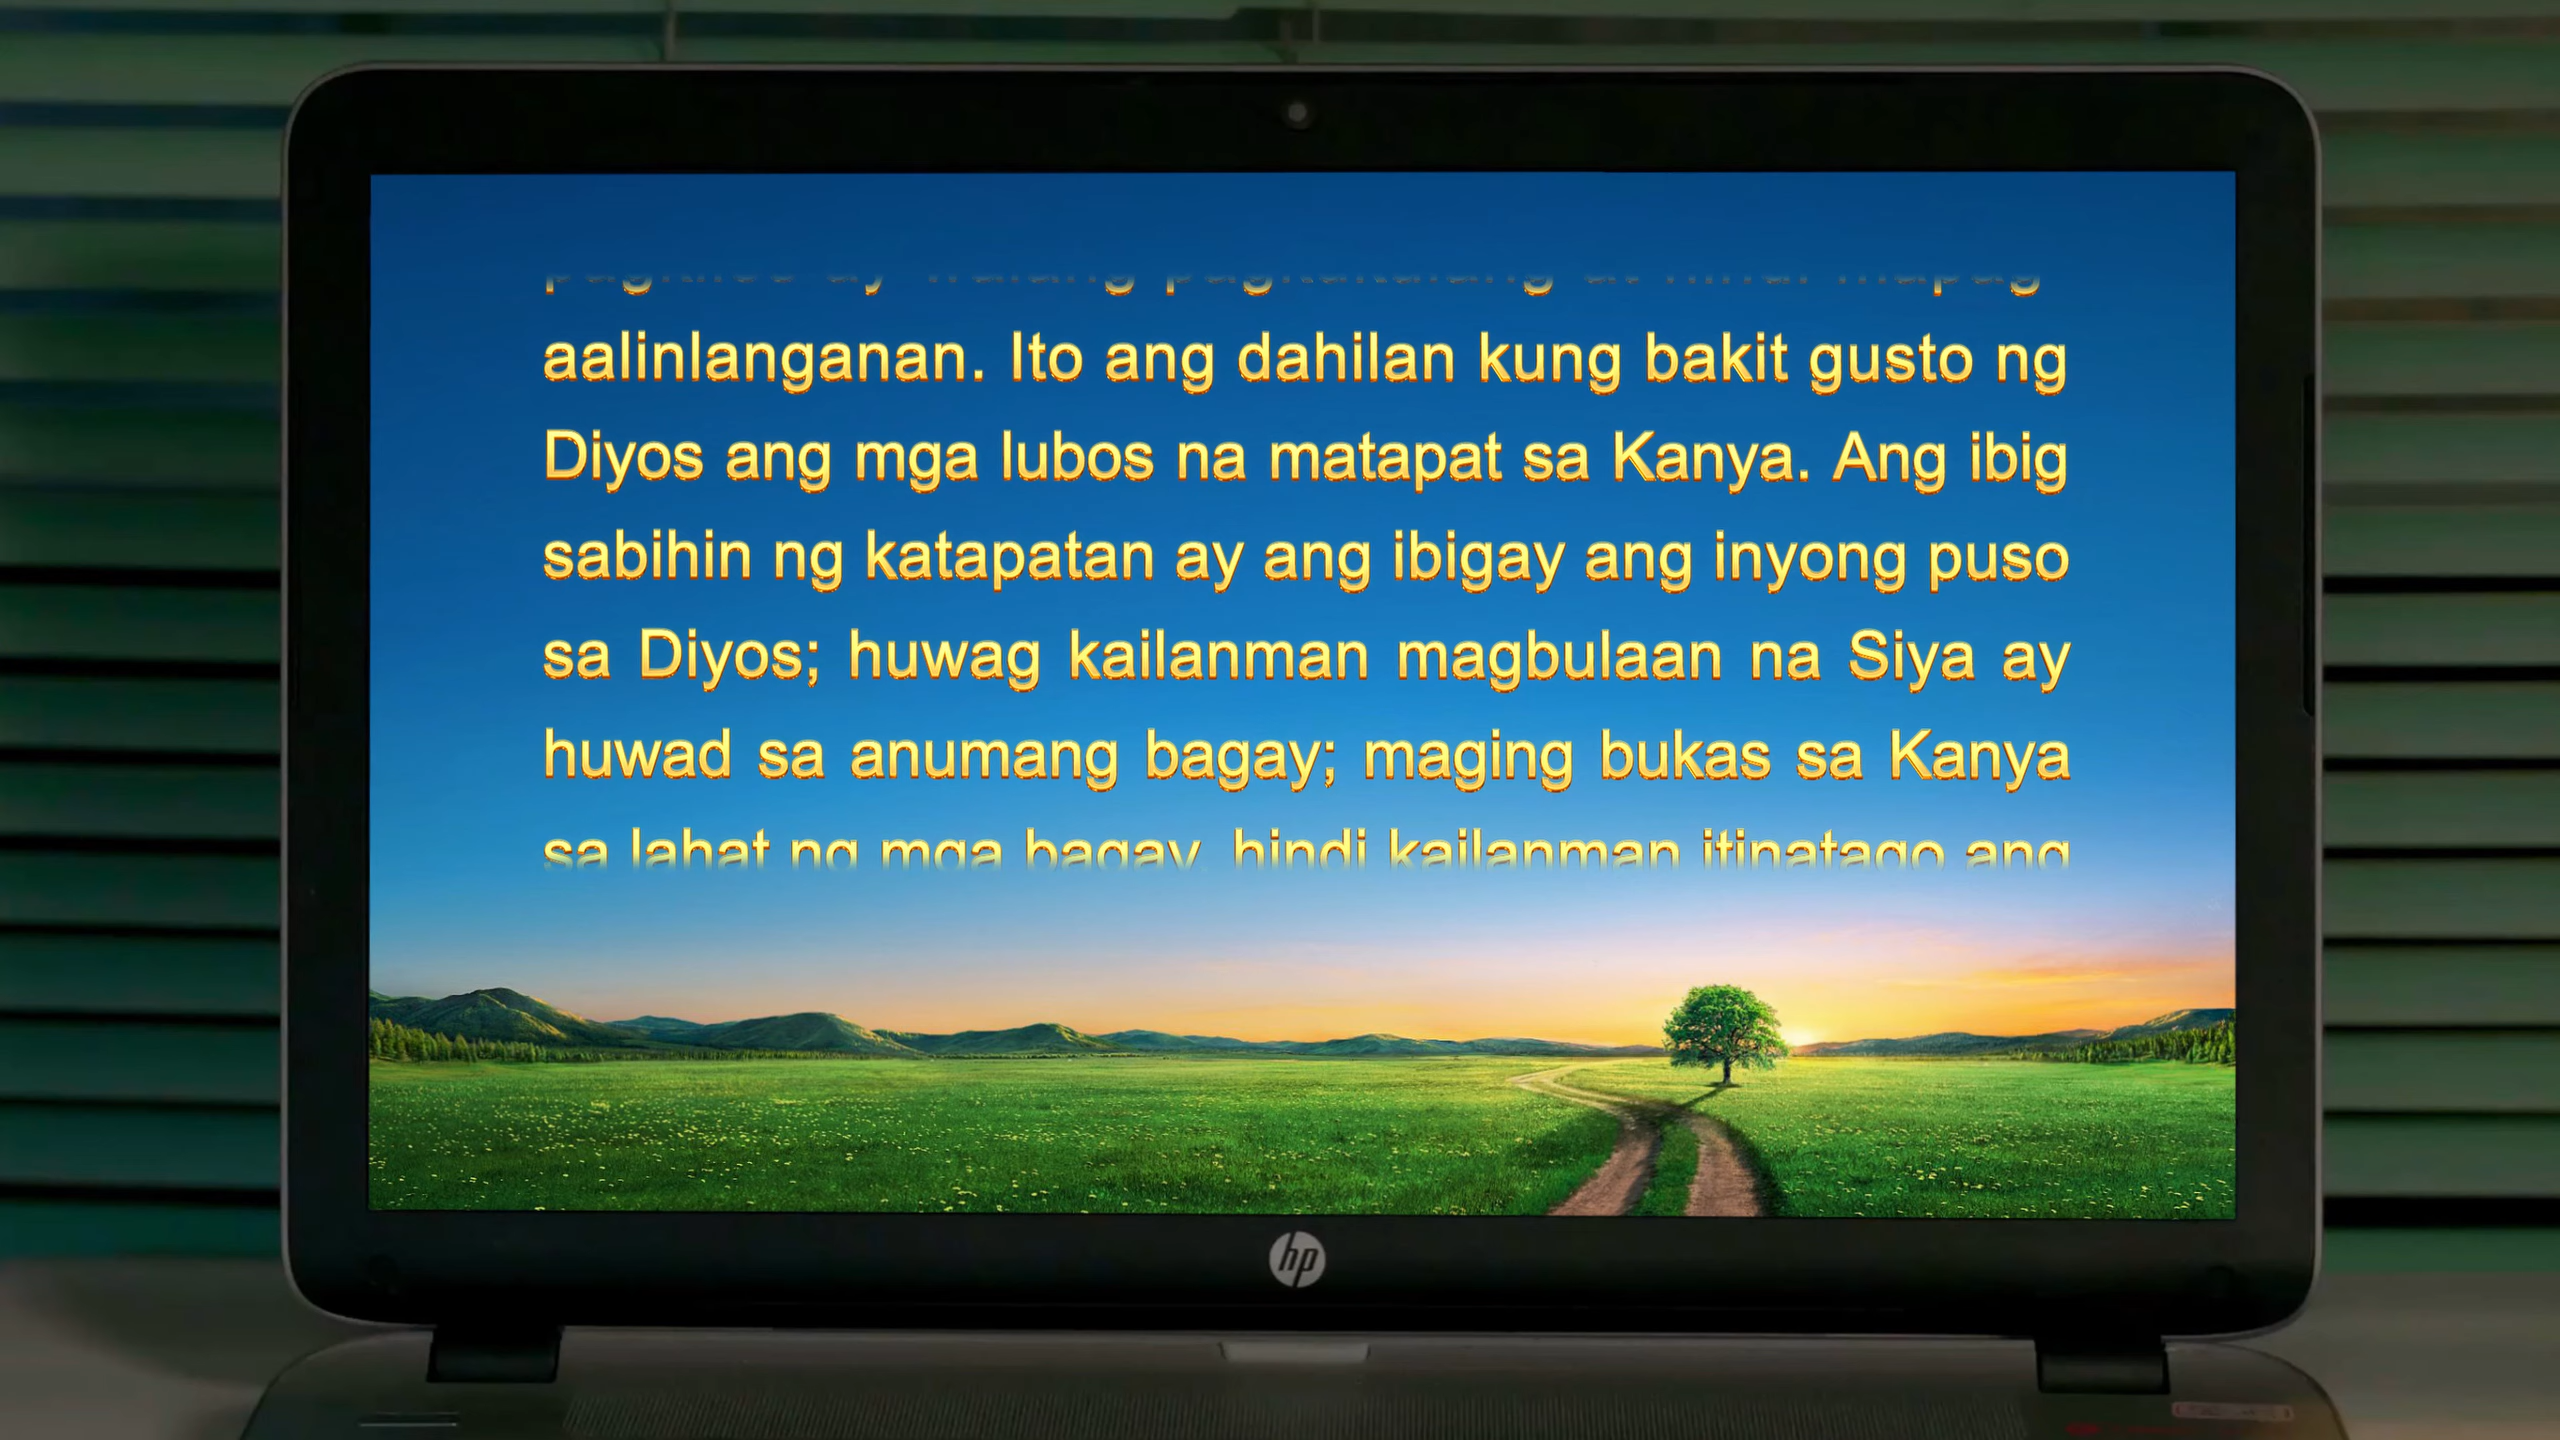 aalinlanganan. Ito ang dahilan kung bakit gusto ng
Diyos ang mga lubos na matapat sa Kanya. Ang ibig
sabihin ng katapatan ay ang ibigay ang inyong puso
sa Diyos; huwag kailanman magbulaan na Siya ay
huwad sa anumang bagay; maging bukas sa Kanya
sa lahat ng mga bagay, hindi kailanman itinatago ang
hp